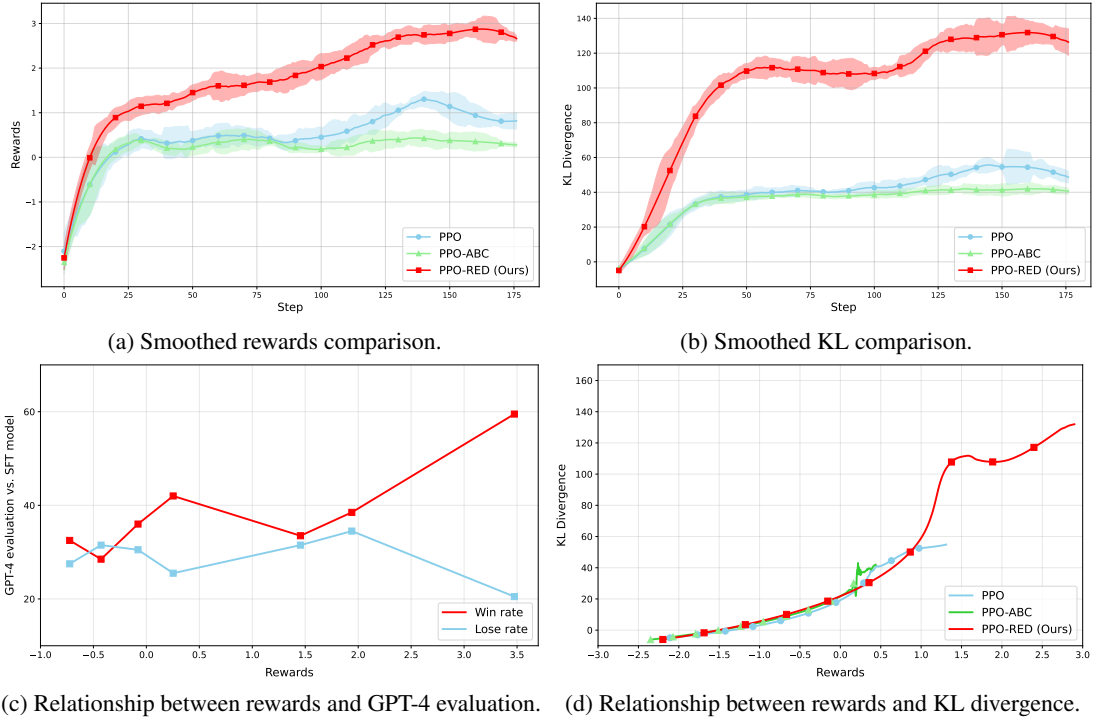 3
2
1
0
−1
−2
Rewards
0
25
50
75
100
125
150
175
Step
PPO
PPO-ABC
PPO-RED (Ours)
(a) Smoothed rewards comparison.
140
120
100
80
60
40
20
0
KL Divergence
0
25
50
75
100
125
150
175
Step
PPO
PPO-ABC
PPO-RED (Ours)
(b) Smoothed KL comparison.
60
40
20
GPT-4 evaluation vs. SFT model
−1.0
−0.5
0.0
0.5
1.0
1.5
2.0
2.5
3.0
3.5
Rewards
Win rate
Lose rate
(c) Relationship between rewards and GPT-4 evaluation.
160
140
120
100
80
60
40
20
0
KL Divergence
−3.0
−2.5
−2.0
−1.5
−1.0
−0.5
0.0
0.5
1.0
1.5
2.0
2.5
3.0
Rewards
PPO
PPO-ABC
PPO-RED (Ours)
(d) Relationship between rewards and KL divergence.